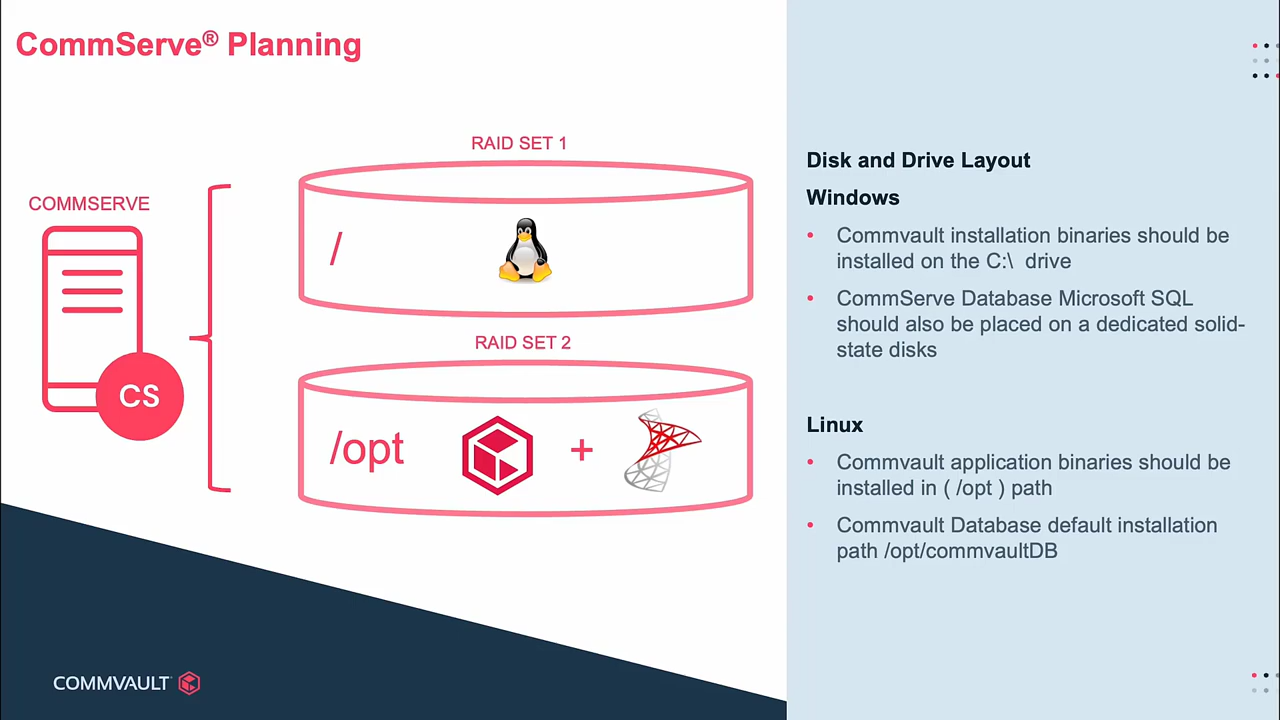 CommServe® Planning
COMMSERVE
CS
RAID SET 1
/
RAID SET 2
/opt
+
Disk and Drive Layout
Windows
• Commvault installation binaries should be
installed on the C:\ drive
• CommServe Database Microsoft SQL
should also be placed on a dedicated solid-
state disks
Linux
• Commvault application binaries should be
installed in ( /opt ) path
• Commvault Database default installation
path /opt/commvaultDB
COMMVAULT